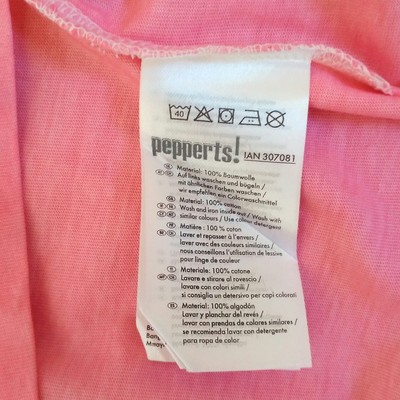 40
pepperts! IAN 307081
Material: 100% Baumwolle
Auf links waschen und bügeln /
mit ähnlichen Farben waschen /
wir empfehlen ein Colorwaschmittel
Material: 100% cotton
Wash and iron inside out / Wash with
similar colours / Use colour detergent
Matière : 100 % coton
Laver et repasser à l'envers /
laver avec des couleurs similaires /
nous conseillons l'utilisation de lessive
pour linge de couleur
Materiale: 100% cotone
Lavare e stirare al rovescio /
lavare con colori simili /
si consiglia un detersivo per capi colorati
Material: 100% algodón
Lavar y planchar del revés /
lavar con prendas de colores similares /
se recomienda lavar con detergente
para ropa de color